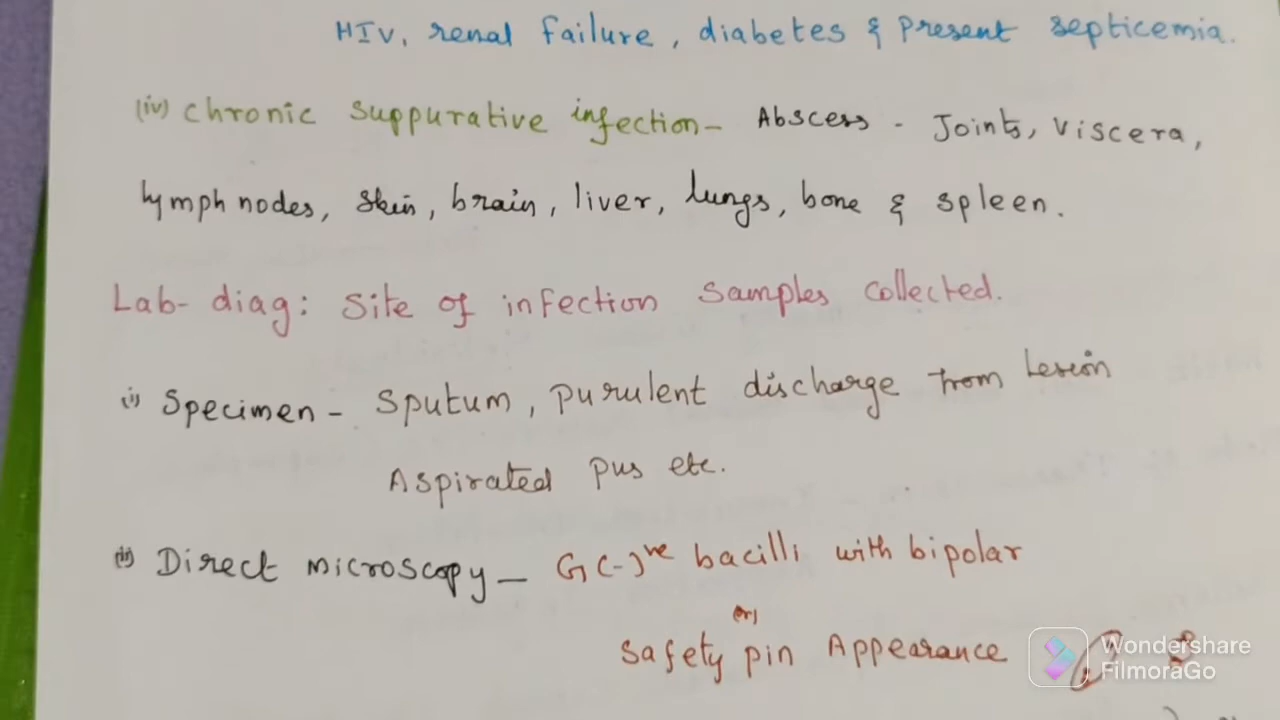 HIV, renal failure, diabetes & Present septicemia.
(iv) Chronic suppurative infection - Abscess - Joints, viscera,
lymph nodes, skin, brain, liver, lungs, bone & spleen.
Lab-diag: Site of infection samples collected.
(i) Specimen - Sputum, purulent discharge from lesion
Aspirated pus etc.
(ii) Direct microscopy - G(-)ve bacilli with bipolar
(or)
Safety pin Appearance
Wondershare
FilmoraGo